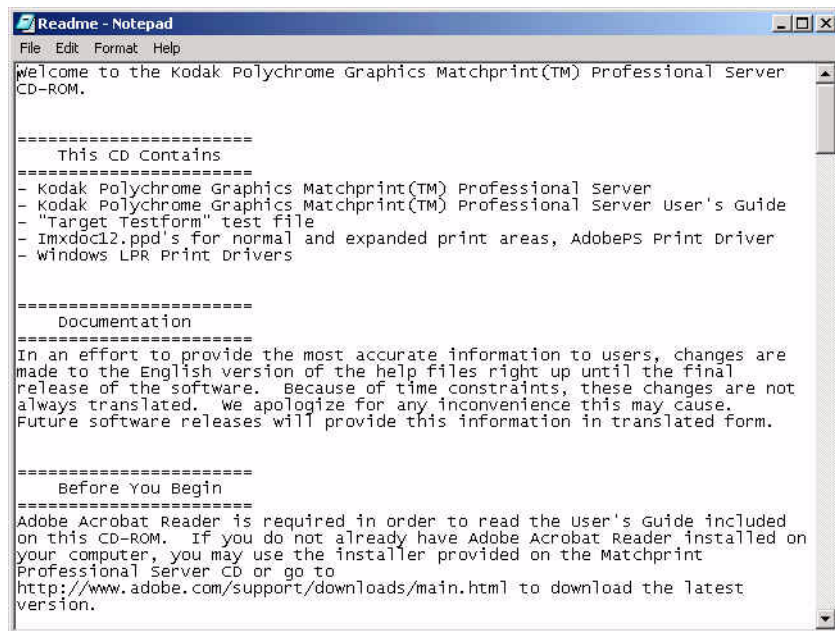 Readme - Notepad
File Edit Format Help
Welcome to the Kodak Polychrome Graphics Matchprint(TM) Professional Server
CD-ROM.
========================
This CD Contains
========================
- Kodak Polychrome Graphics Matchprint(TM) Professional Server
- Kodak Polychrome Graphics Matchprint(TM) Professional Server User's Guide
- "Target Testform" test file
- Imxdoc12.ppd's for normal and expanded print areas, AdobePS Print Driver
- Windows LPR Print Drivers
========================
Documentation
========================
In an effort to provide the most accurate information to users, changes are
made to the English version of the help files right up until the final
release of the software.  Because of time constraints, these changes are not
always translated.  We apologize for any inconvenience this may cause.
Future software releases will provide this information in translated form.
========================
Before You Begin
========================
Adobe Acrobat Reader is required in order to read the User's Guide included
on this CD-ROM.  If you do not already have Adobe Acrobat Reader installed on
your computer, you may use the installer provided on the Matchprint
Professional Server CD or go to
http://www.adobe.com/support/downloads/main.html to download the latest
version.